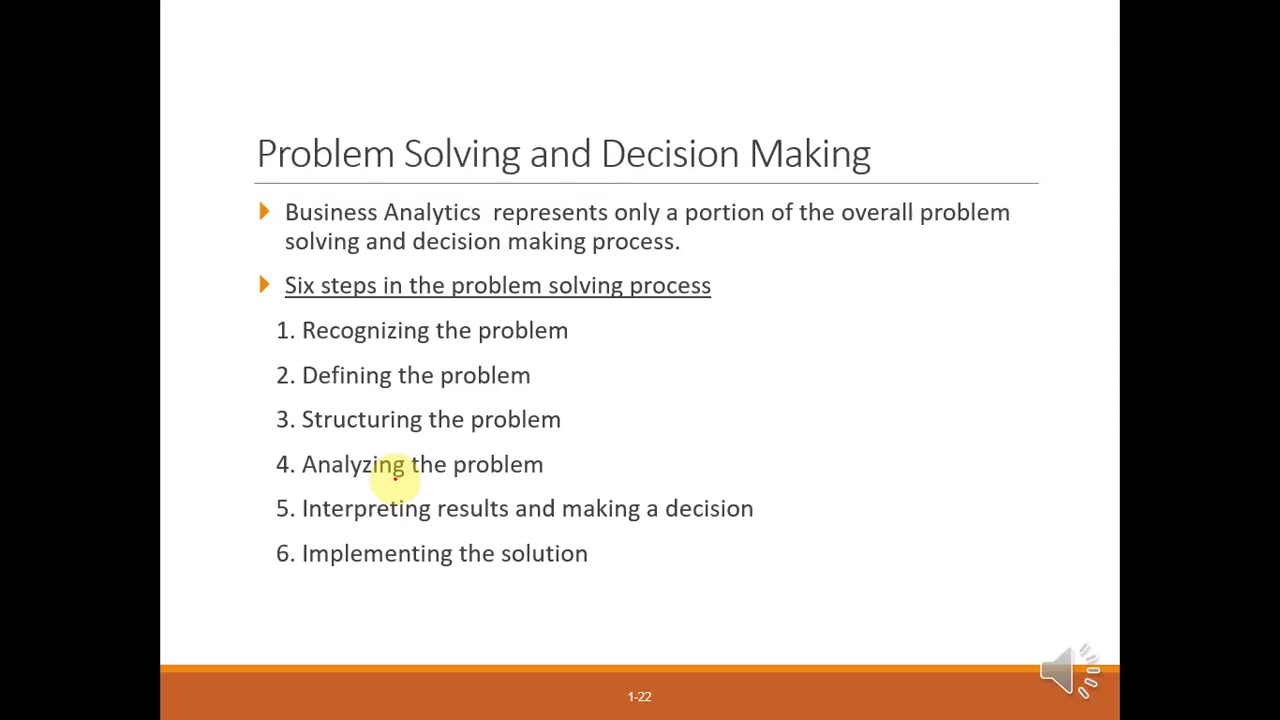 Problem Solving and Decision Making
Business Analytics  represents only a portion of the overall problem
solving and decision making process.
Six steps in the problem solving process
1. Recognizing the problem
2. Defining the problem
3. Structuring the problem
4. Analyzing the problem
5. Interpreting results and making a decision
6. Implementing the solution
1-22